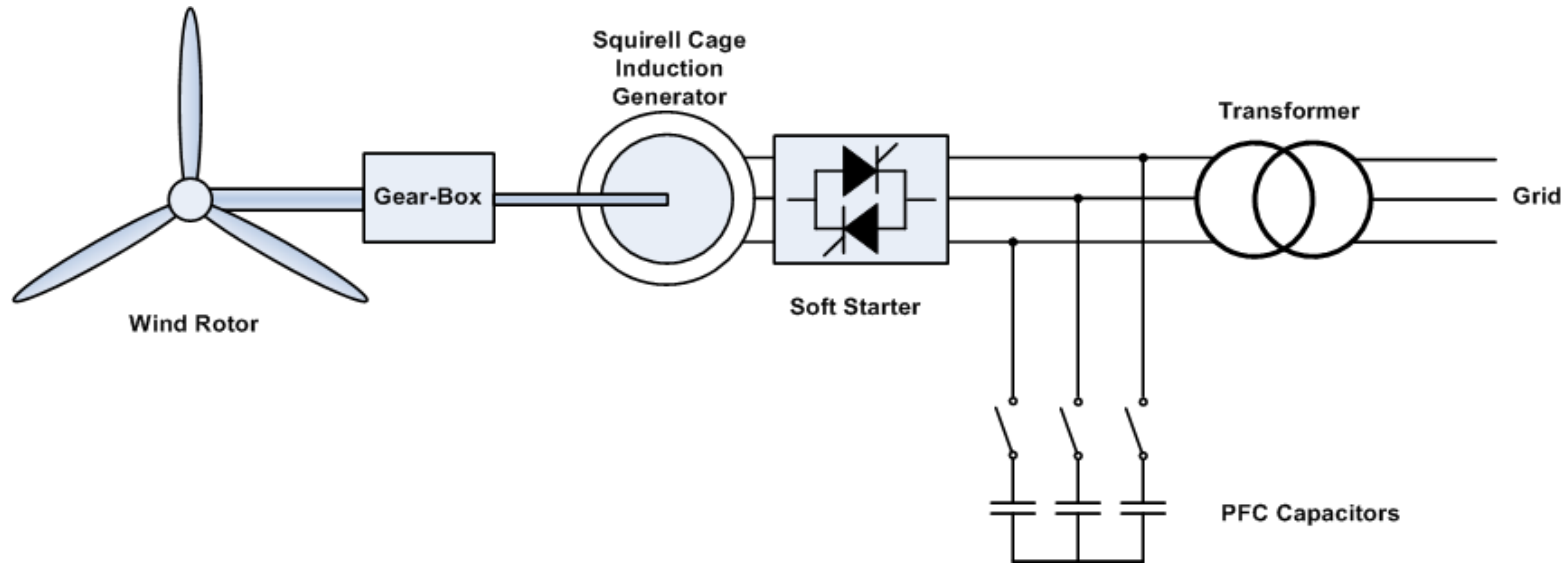 Squirell Cage
Induction
Generator
Transformer
Gear-Box
Grid
Soft Starter
Wind Rotor
PFC Capacitors